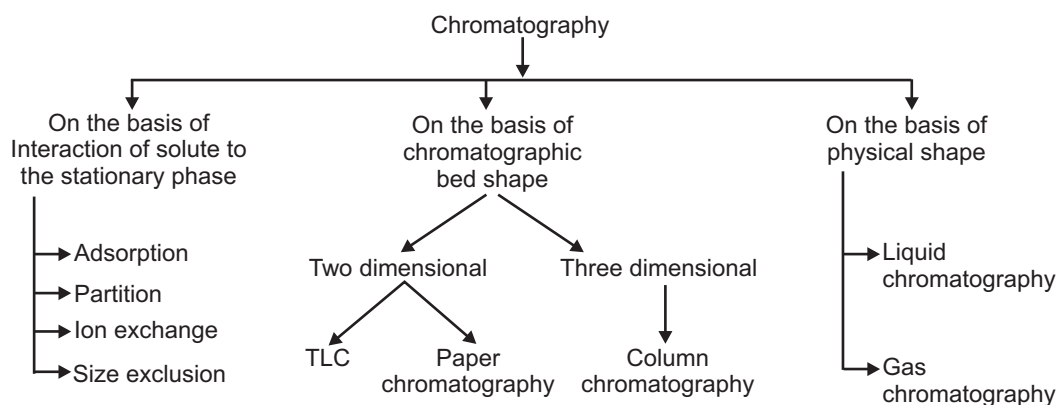 Chromatography
On the basis of
Interaction of solute to
the stationary phase
Adsorption
Partition
Ion exchange
Size exclusion
On the basis of
chromatographic
bed shape
Two dimensional
TLC
Paper
chromatography
Three dimensional
Column
chromatography
On the basis of
physical shape
Liquid
chromatography
Gas
chromatography